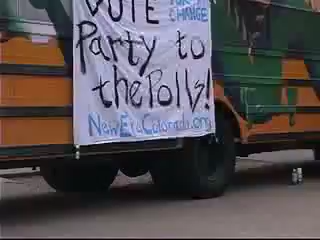 VOTE FOR CHANGE
Party to
the Polls!
NewEraColorado.org